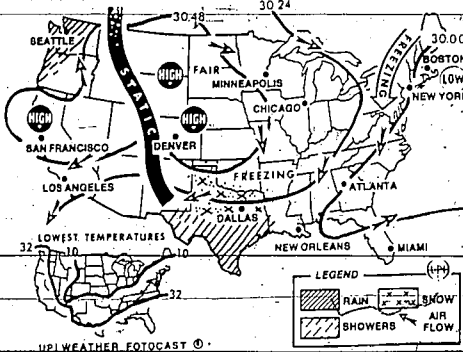 30.48
30.24
SEATTLE
FREEZING
30.00
FAIR
BOSTON
STATIC
HIGH
MINNEAPOLIS
LOW
NEW YORK
CHICAGO
HIGH
HIGH
SAN FRANCISCO
DENVER
FREEZING
LOS ANGELES
ATLANTA
DALLAS
LOWEST TEMPERATURES
NEW ORLEANS
MIAMI
32
10
10
32
LEGEND
UPI
RAIN
SNOW
SHOWERS
AIR FLOW
UPI WEATHER FOTOCAST